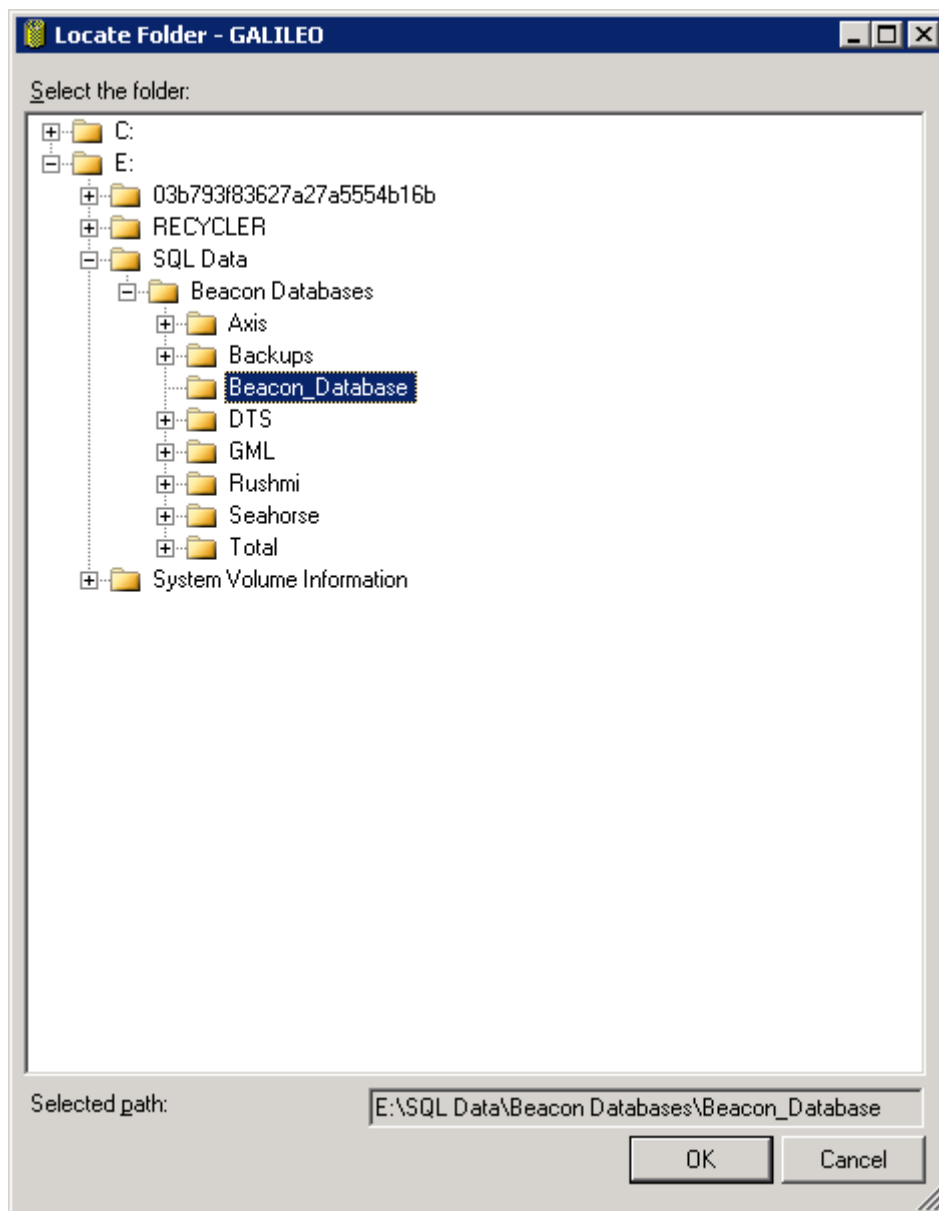 Locate Folder - GALILEO
Select the folder:
C:
E:
03b793f83627a27a5554b16b
RECYCLER
SQL Data
Beacon Databases
Axis
Backups
Beacon_Database
DTS
GML
Rushmi
Seahorse
Total
System Volume Information
Selected path: E:\SQL Data\Beacon Databases\Beacon_Database
OK Cancel